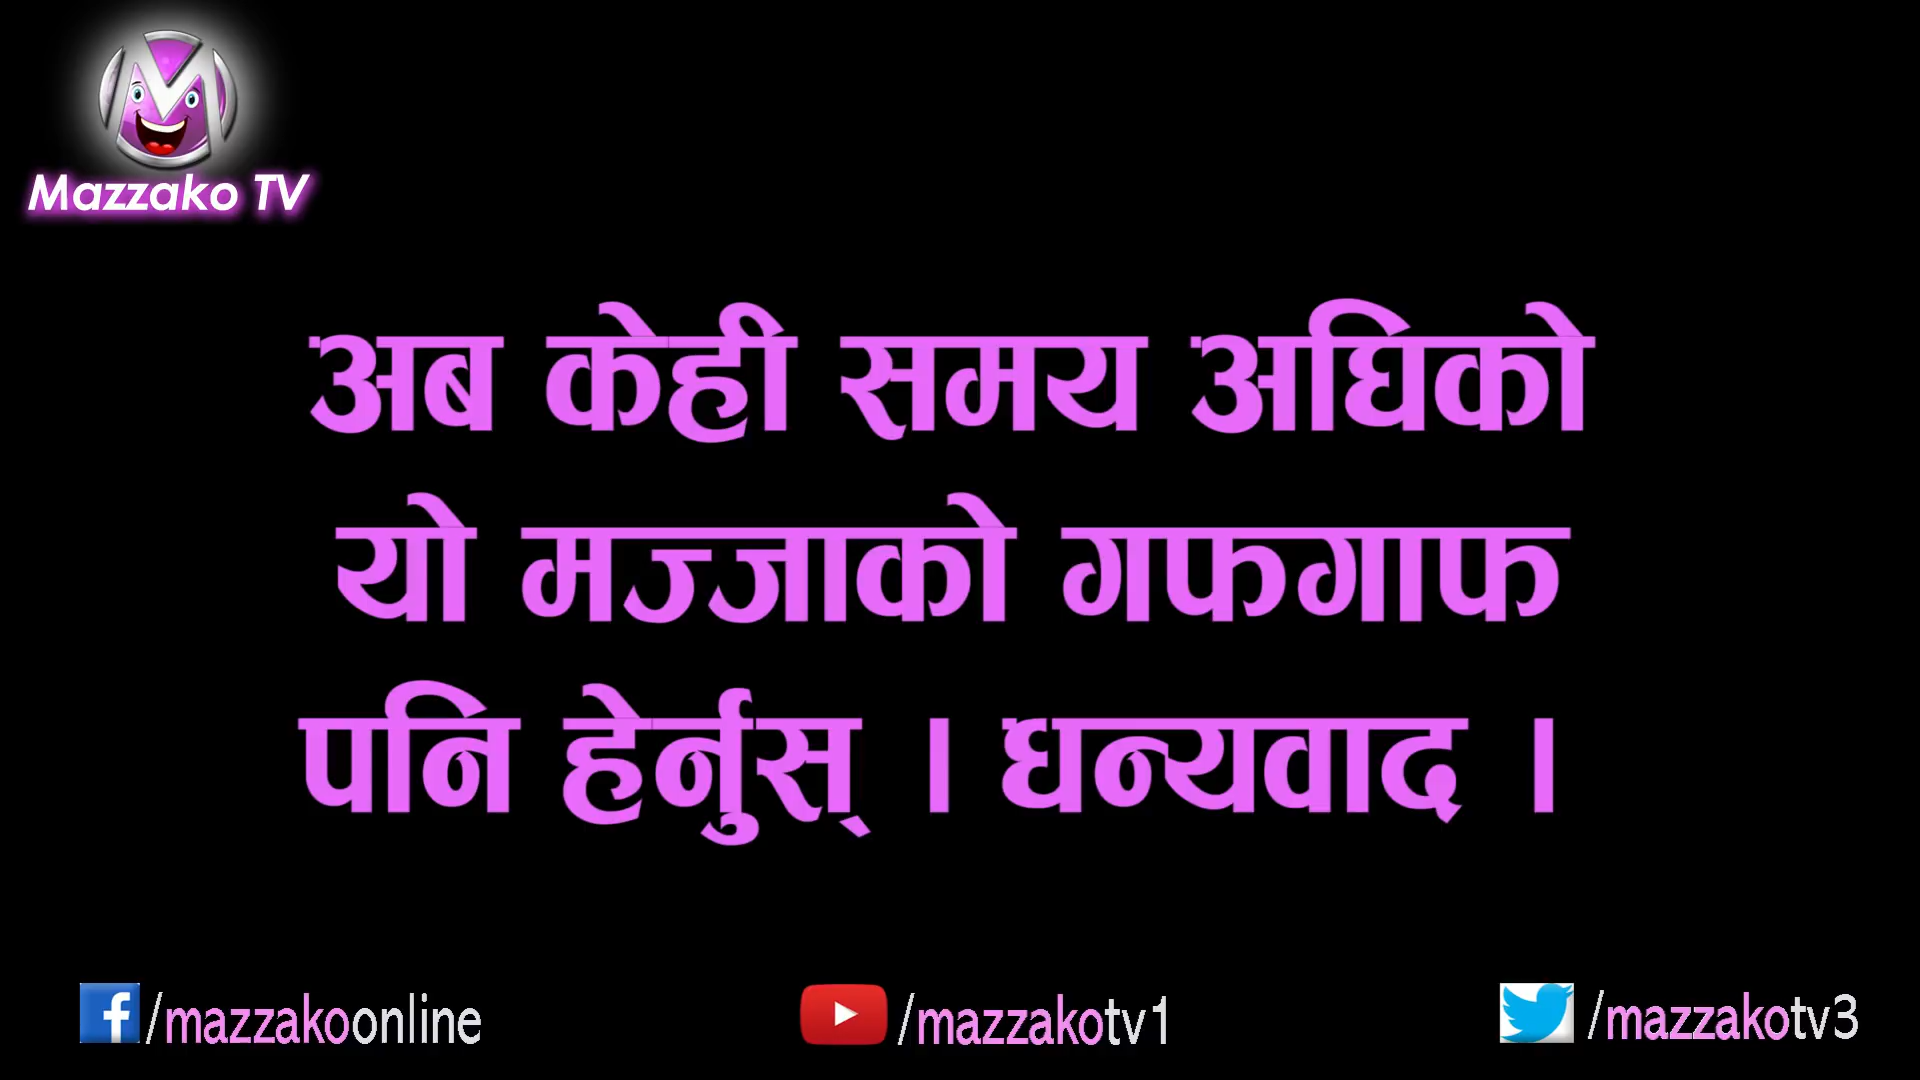 Mazzako TV
अब केही समय अघिको
यो मज्जाको गफगाफ
पनि हेर्नुस् । धन्यवाद ।
/mazzakoonline
/mazzakotv1
/mazzakotv3